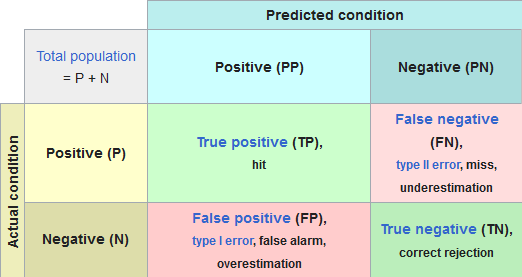 Predicted condition
Total population
= P + N
Positive (PP)
Negative (PN)
Actual condition
Positive (P)
True positive (TP),
hit
False negative
(FN),
type II error, miss,
underestimation
Negative (N)
False positive (FP),
type I error, false alarm,
overestimation
True negative (TN),
correct rejection